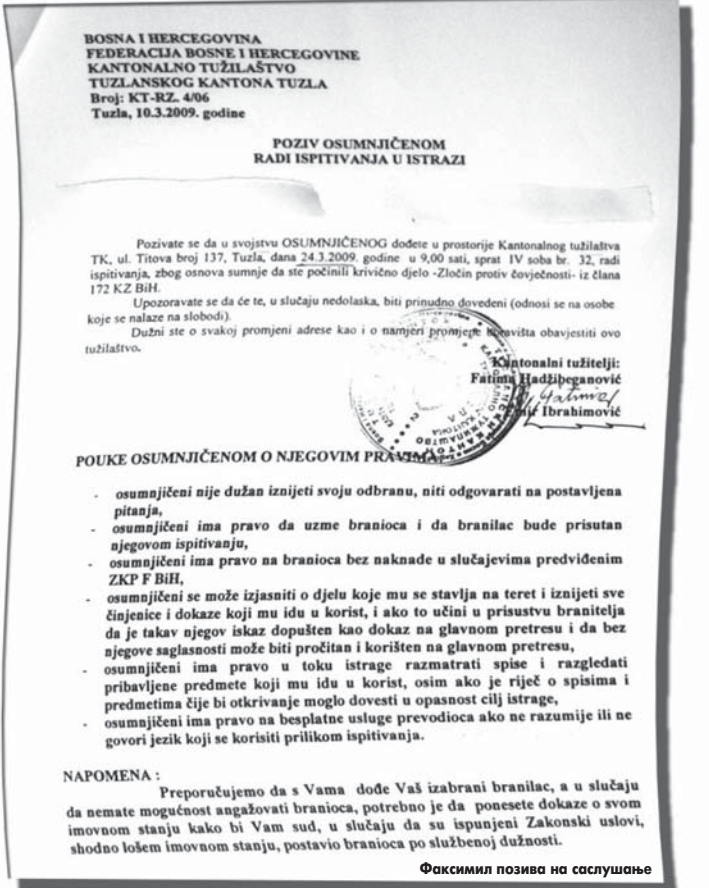 BOSNA I HERCEGOVINA
FEDERACIJA BOSNE I HERCEGOVINE
KANTONALNO TUŽILAŠTVO
TUZLANSKOG KANTONA TUZLA
Broj: KT-RZ. 4/06
Tuzla, 10.3.2009. godine
POZIV OSUMNJIČENOM
RADI ISPITIVANJA U ISTRAZI
Pozivate se da u svojstvu OSUMNJIČENOG dođete u prostorije Kantonalnog tužilaštva
TK, ul. Titova broj 137, Tuzla, dana 24.3.2009. godine u 9,00 sati, sprat IV soba br. 32, radi
ispitivanja, zbog osnova sumnje da ste počinili krivično djelo -Zločin protiv čovječnosti- iz člana
172 KZ BiH.
Upozoravate se da će te, u slučaju nedolaska, biti prinudno dovedeni (odnosi se na osobe
koje se nalaze na slobodi).
Dužni ste o svakoj promjeni adrese kao i o namjeri promjene boravišta obavjestiti ovo
tužilaštvo.
Kantonalni tužitelji:
Fatima Hadžibeganović
Ibrahimović
POUKE OSUMNJIČENOM O NJEGOVIM PRAVIMA
- osumnjičeni nije dužan iznijeti svoju odbranu, niti odgovarati na postavljena
pitanja,
- osumnjičeni ima pravo da uzme branioca i da branilac bude prisutan
njegovom ispitivanju,
- osumnjičeni ima pravo na branioca bez naknade u slučajevima predviđenim
ZKP F BiH,
- osumnjičeni se može izjasniti o djelu koje mu se stavlja na teret i iznijeti sve
činjenice i dokaze koji mu idu u korist, i ako to učini u prisustvu branitelja
da je takav njegov iskaz dopušten kao dokaz na glavnom pretresu i da bez
njegove saglasnosti može biti pročitan i korišten na glavnom pretresu,
- osumnjičeni ima pravo u toku istrage razmatrati spise i razgledati
pribavljene predmete koji mu idu u korist, osim ako je riječ o spisima i
predmetima čije bi otkrivanje moglo dovesti u opasnost cilj istrage,
- osumnjičeni ima pravo na besplatne usluge prevodioca ako ne razumije ili ne
govori jezik koji se korisiti prilikom ispitivanja.
NAPOMENA :
Preporučujemo da s Vama dođe Vaš izabrani branilac, a u slučaju
da nemate mogućnost angažovati branioca, potrebno je da ponesete dokaze o svom
imovnom stanju kako bi Vam sud, u slučaju da su ispunjeni Zakonski uslovi,
shodno lošem imovnom stanju, postavio branioca po službenoj dužnosti.
Факсимил позива на саслушање